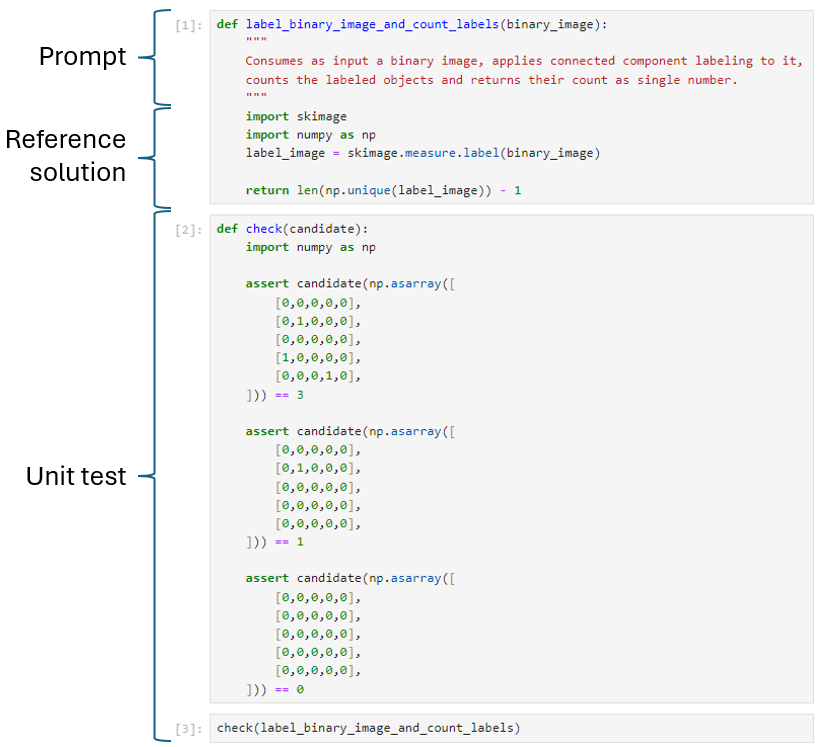 Prompt
[1]: def label_binary_image_and_count_labels(binary_image):
    """
    Consumes as input a binary image, applies connected component labeling to it,
    counts the labeled objects and returns their count as single number.
    """
Reference
solution
    import skimage
    import numpy as np
    label_image = skimage.measure.label(binary_image)
    return len(np.unique(label_image)) - 1
Unit test
[2]: def check(candidate):
    import numpy as np
    assert candidate(np.asarray([
        [0,0,0,0,0],
        [0,1,0,0,0],
        [0,0,0,0,0],
        [1,0,0,0,0],
        [0,0,0,1,0],
    ])) == 3
    assert candidate(np.asarray([
        [0,0,0,0,0],
        [0,1,0,0,0],
        [0,0,0,0,0],
        [0,0,0,0,0],
        [0,0,0,0,0],
    ])) == 1
    assert candidate(np.asarray([
        [0,0,0,0,0],
        [0,0,0,0,0],
        [0,0,0,0,0],
        [0,0,0,0,0],
        [0,0,0,0,0],
    ])) == 0
[3]: check(label_binary_image_and_count_labels)